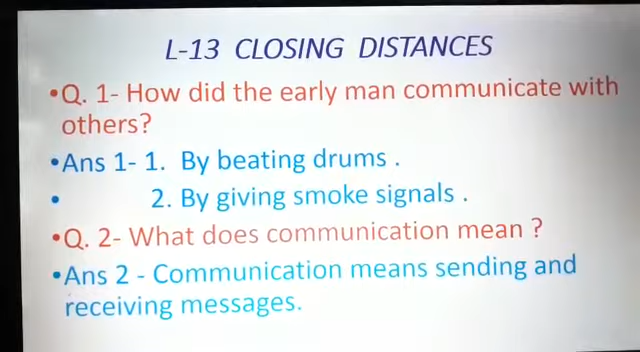 L-13 CLOSING DISTANCES
•Q. 1- How did the early man communicate with
others?
•Ans 1- 1. By beating drums .
• 2. By giving smoke signals .
•Q. 2- What does communication mean ?
•Ans 2 - Communication means sending and
receiving messages.